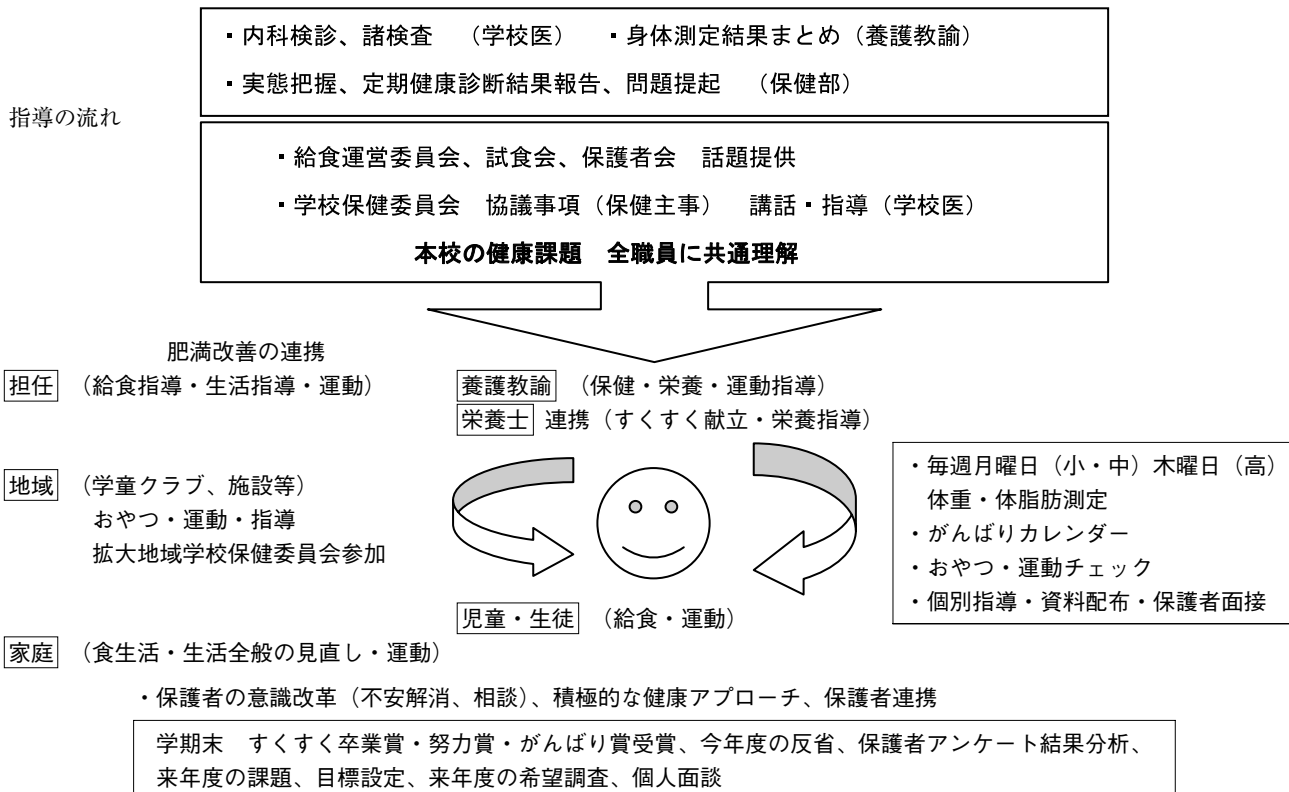 ・内科検診、諸検査　（学校医）　・身体測定結果まとめ（養護教諭）
・実態把握、定期健康診断結果報告、問題提起　（保健部）
指導の流れ
・給食運営委員会、試食会、保護者会　話題提供
・学校保健委員会　協議事項（保健主事）　講話・指導（学校医）
本校の健康課題　全職員に共通理解
肥満改善の連携
担任　（給食指導・生活指導・運動）
養護教諭　（保健・栄養・運動指導）
栄養士　連携（すくすく献立・栄養指導）
地域　（学童クラブ、施設等）
おやつ・運動・指導
拡大地域学校保健委員会参加
・毎週月曜日（小・中）木曜日（高）
体重・体脂肪測定
・がんばりカレンダー
・おやつ・運動チェック
・個別指導・資料配布・保護者面接
児童・生徒　（給食・運動）
家庭　（食生活・生活全般の見直し・運動）
・保護者の意識改革（不安解消、相談）、積極的な健康アプローチ、保護者連携
学期末　すくすく卒業賞・努力賞・がんばり賞受賞、今年度の反省、保護者アンケート結果分析、
来年度の課題、目標設定、来年度の希望調査、個人面談